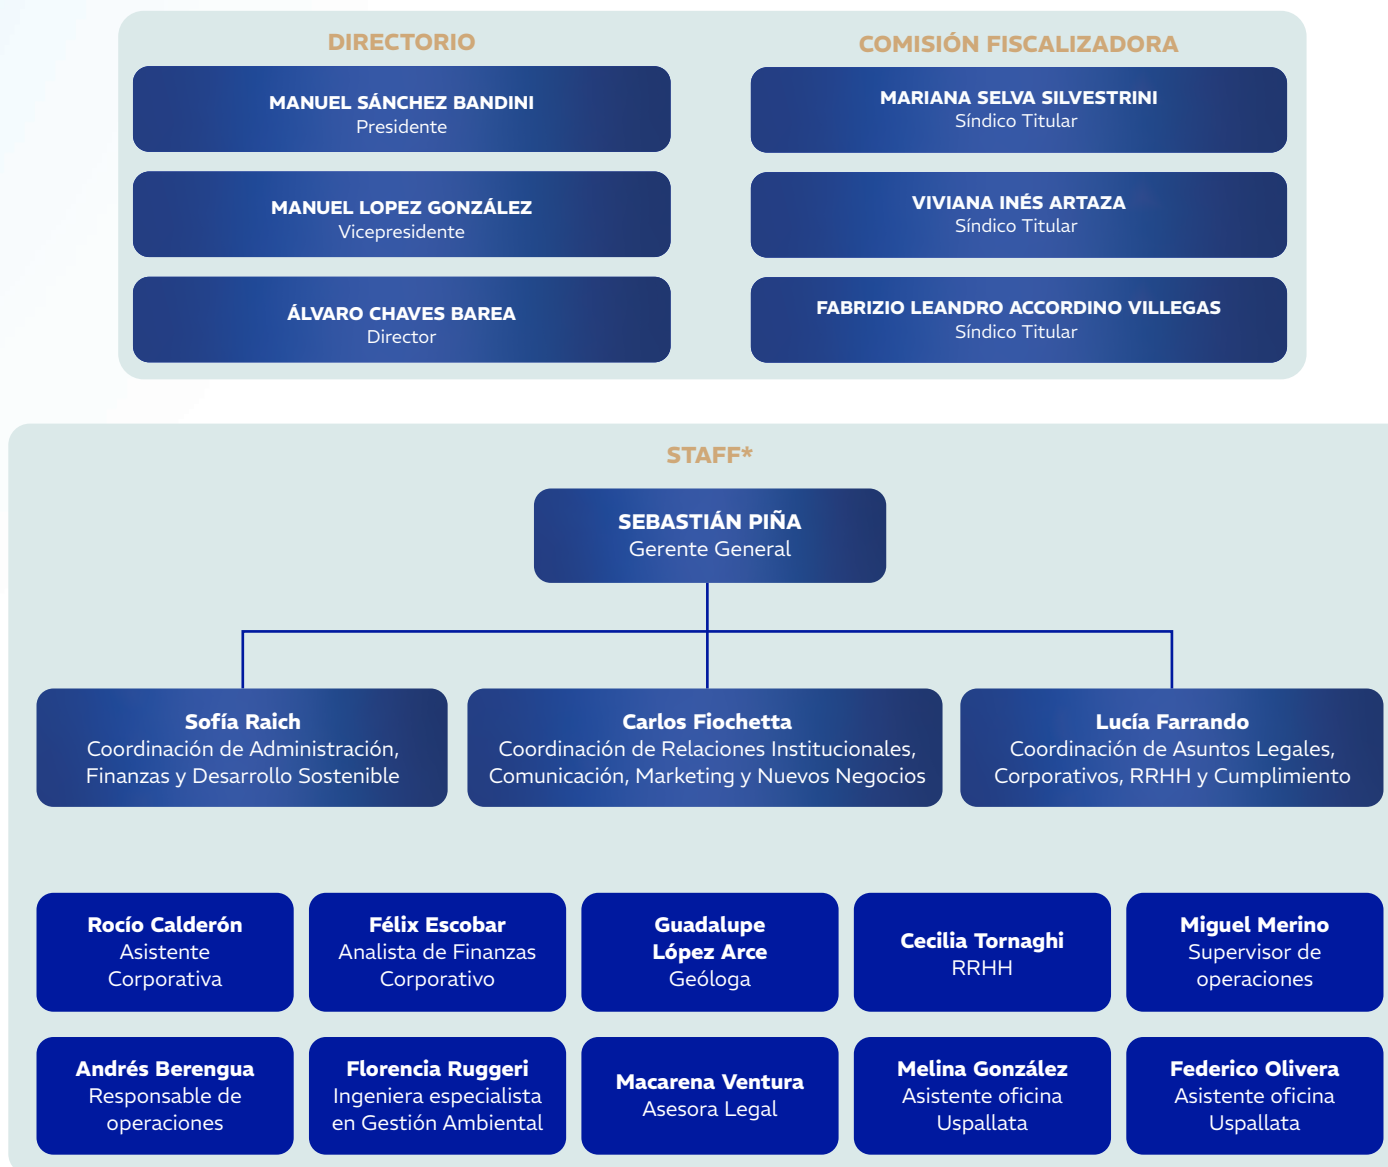 DIRECTORIO
MANUEL SÁNCHEZ BANDINI
Presidente
MANUEL LOPEZ GONZÁLEZ
Vicepresidente
ÁLVARO CHAVES BAREA
Director
COMISIÓN FISCALIZADORA
MARIANA SELVA SILVESTRINI
Síndico Titular
VIVIANA INÉS ARTAZA
Síndico Titular
FABRIZIO LEANDRO ACCORDINO VILLEGAS
Síndico Titular
STAFF*
SEBASTIÁN PIÑA
Gerente General
Sofía Raich
Coordinación de Administración,
Finanzas y Desarrollo Sostenible
Carlos Fiochetta
Coordinación de Relaciones Institucionales,
Comunicación, Marketing y Nuevos Negocios
Lucía Farrando
Coordinación de Asuntos Legales,
Corporativos, RRHH y Cumplimiento
Rocío Calderón
Asistente
Corporativa
Félix Escobar
Analista de Finanzas
Corporativo
Guadalupe
López Arce
Geóloga
Cecilia Tornaghi
RRHH
Miguel Merino
Supervisor de
operaciones
Andrés Berengua
Responsable de
operaciones
Florencia Ruggeri
Ingeniera especialista
en Gestión Ambiental
Macarena Ventura
Asesora Legal
Melina González
Asistente oficina
Uspallata
Federico Olivera
Asistente oficina
Uspallata